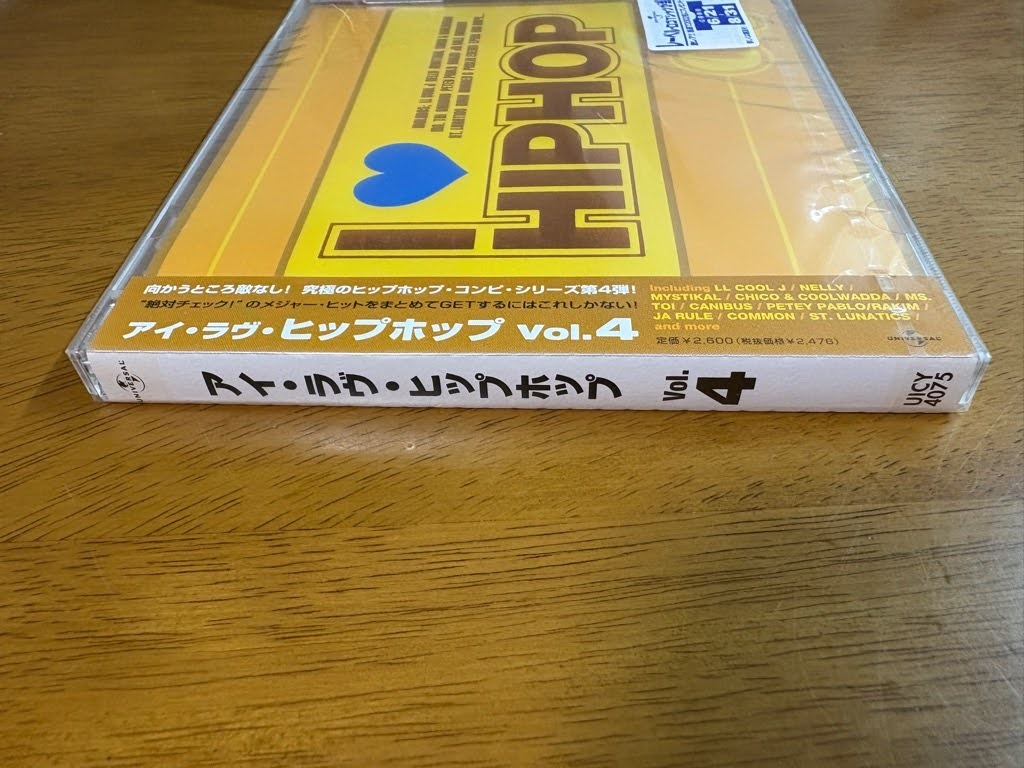 I
HIPHOP
6/21
8/31
向かうところ敵なし! 究極のヒップホップ・コンピ・シリーズ第4弾!
"絶対チェック!"のメジャー・ヒットをまとめてGETするにはこれしかない!
アイ・ラヴ・ヒップホップ Vol.4
Including LL COOL J / NELLY /
MYSTIKAL / CHICO & COOLWADDA / MS.
TOI / CANIBUS / PETEY PABLO/RAKIM /
JA RULE / COMMON / ST. LUNATICS /
and more
定価¥2,600(税抜価格¥2,476)
UNIVERSAL
UNIVERSAL
アイ・ラヴ・ヒップホップ
Vol.
4
UICY
4075